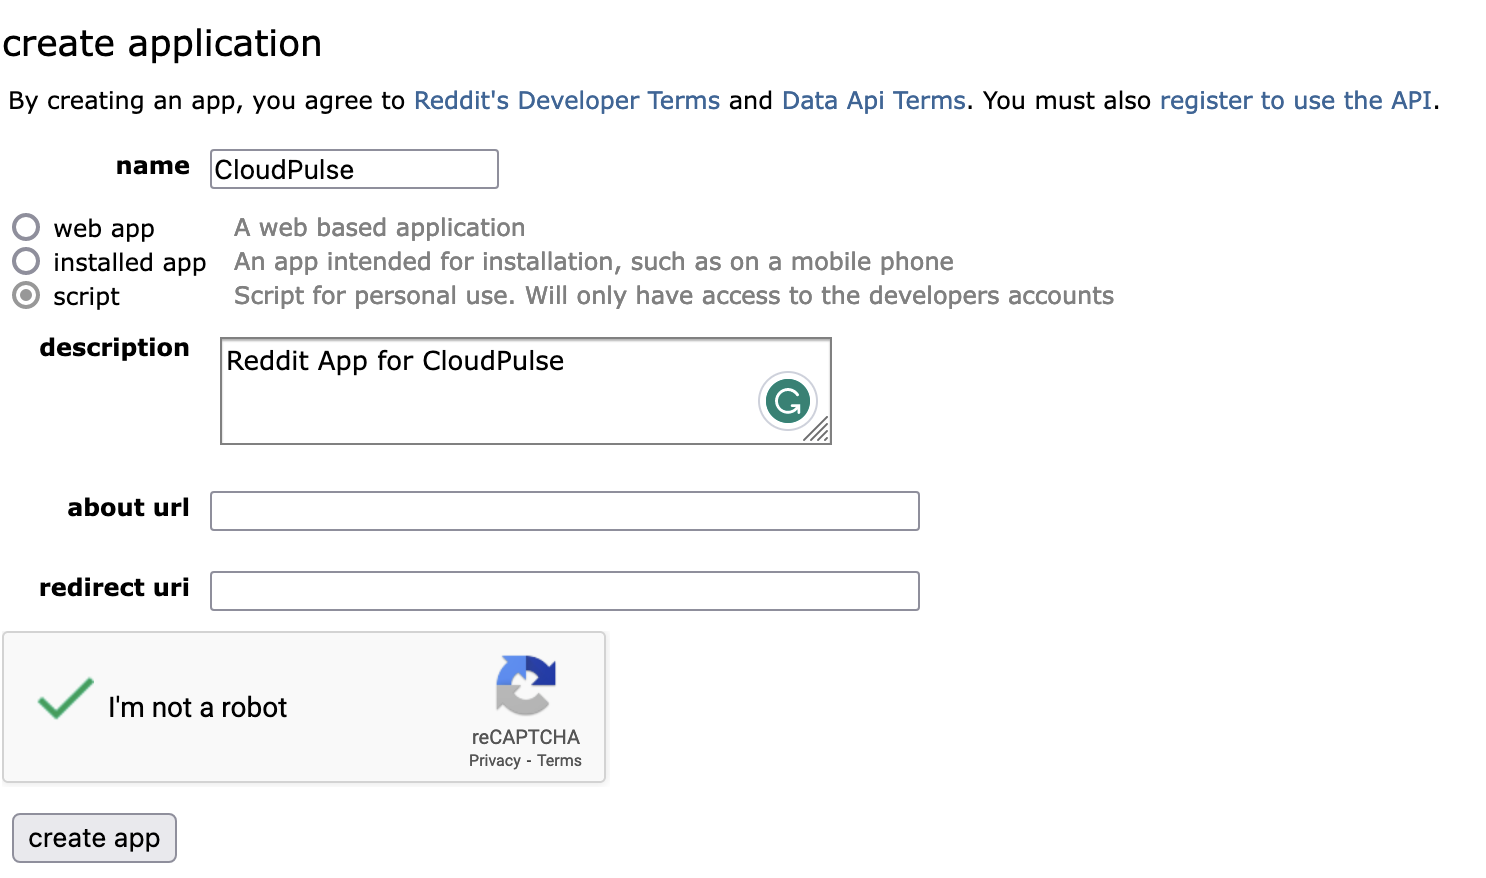 create application
By creating an app, you agree to Reddit's Developer Terms and Data Api Terms. You must also register to use the API.
name CloudPulse
web app A web based application
installed app An app intended for installation, such as on a mobile phone
script Script for personal use. Will only have access to the developers accounts
description Reddit App for CloudPulse
about url
redirect uri
I'm not a robot
reCAPTCHA
Privacy - Terms
create app